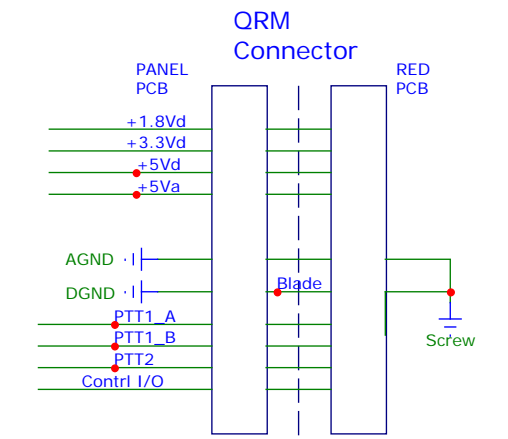 QRM
Connector
PANEL
PCB
RED
PCB
+1.8Vd
+3.3Vd
+5Vd
+5Va
AGND
DGND
Blade
PTT1_A
PTT1_B
PTT2
Contrl I/O
Screw